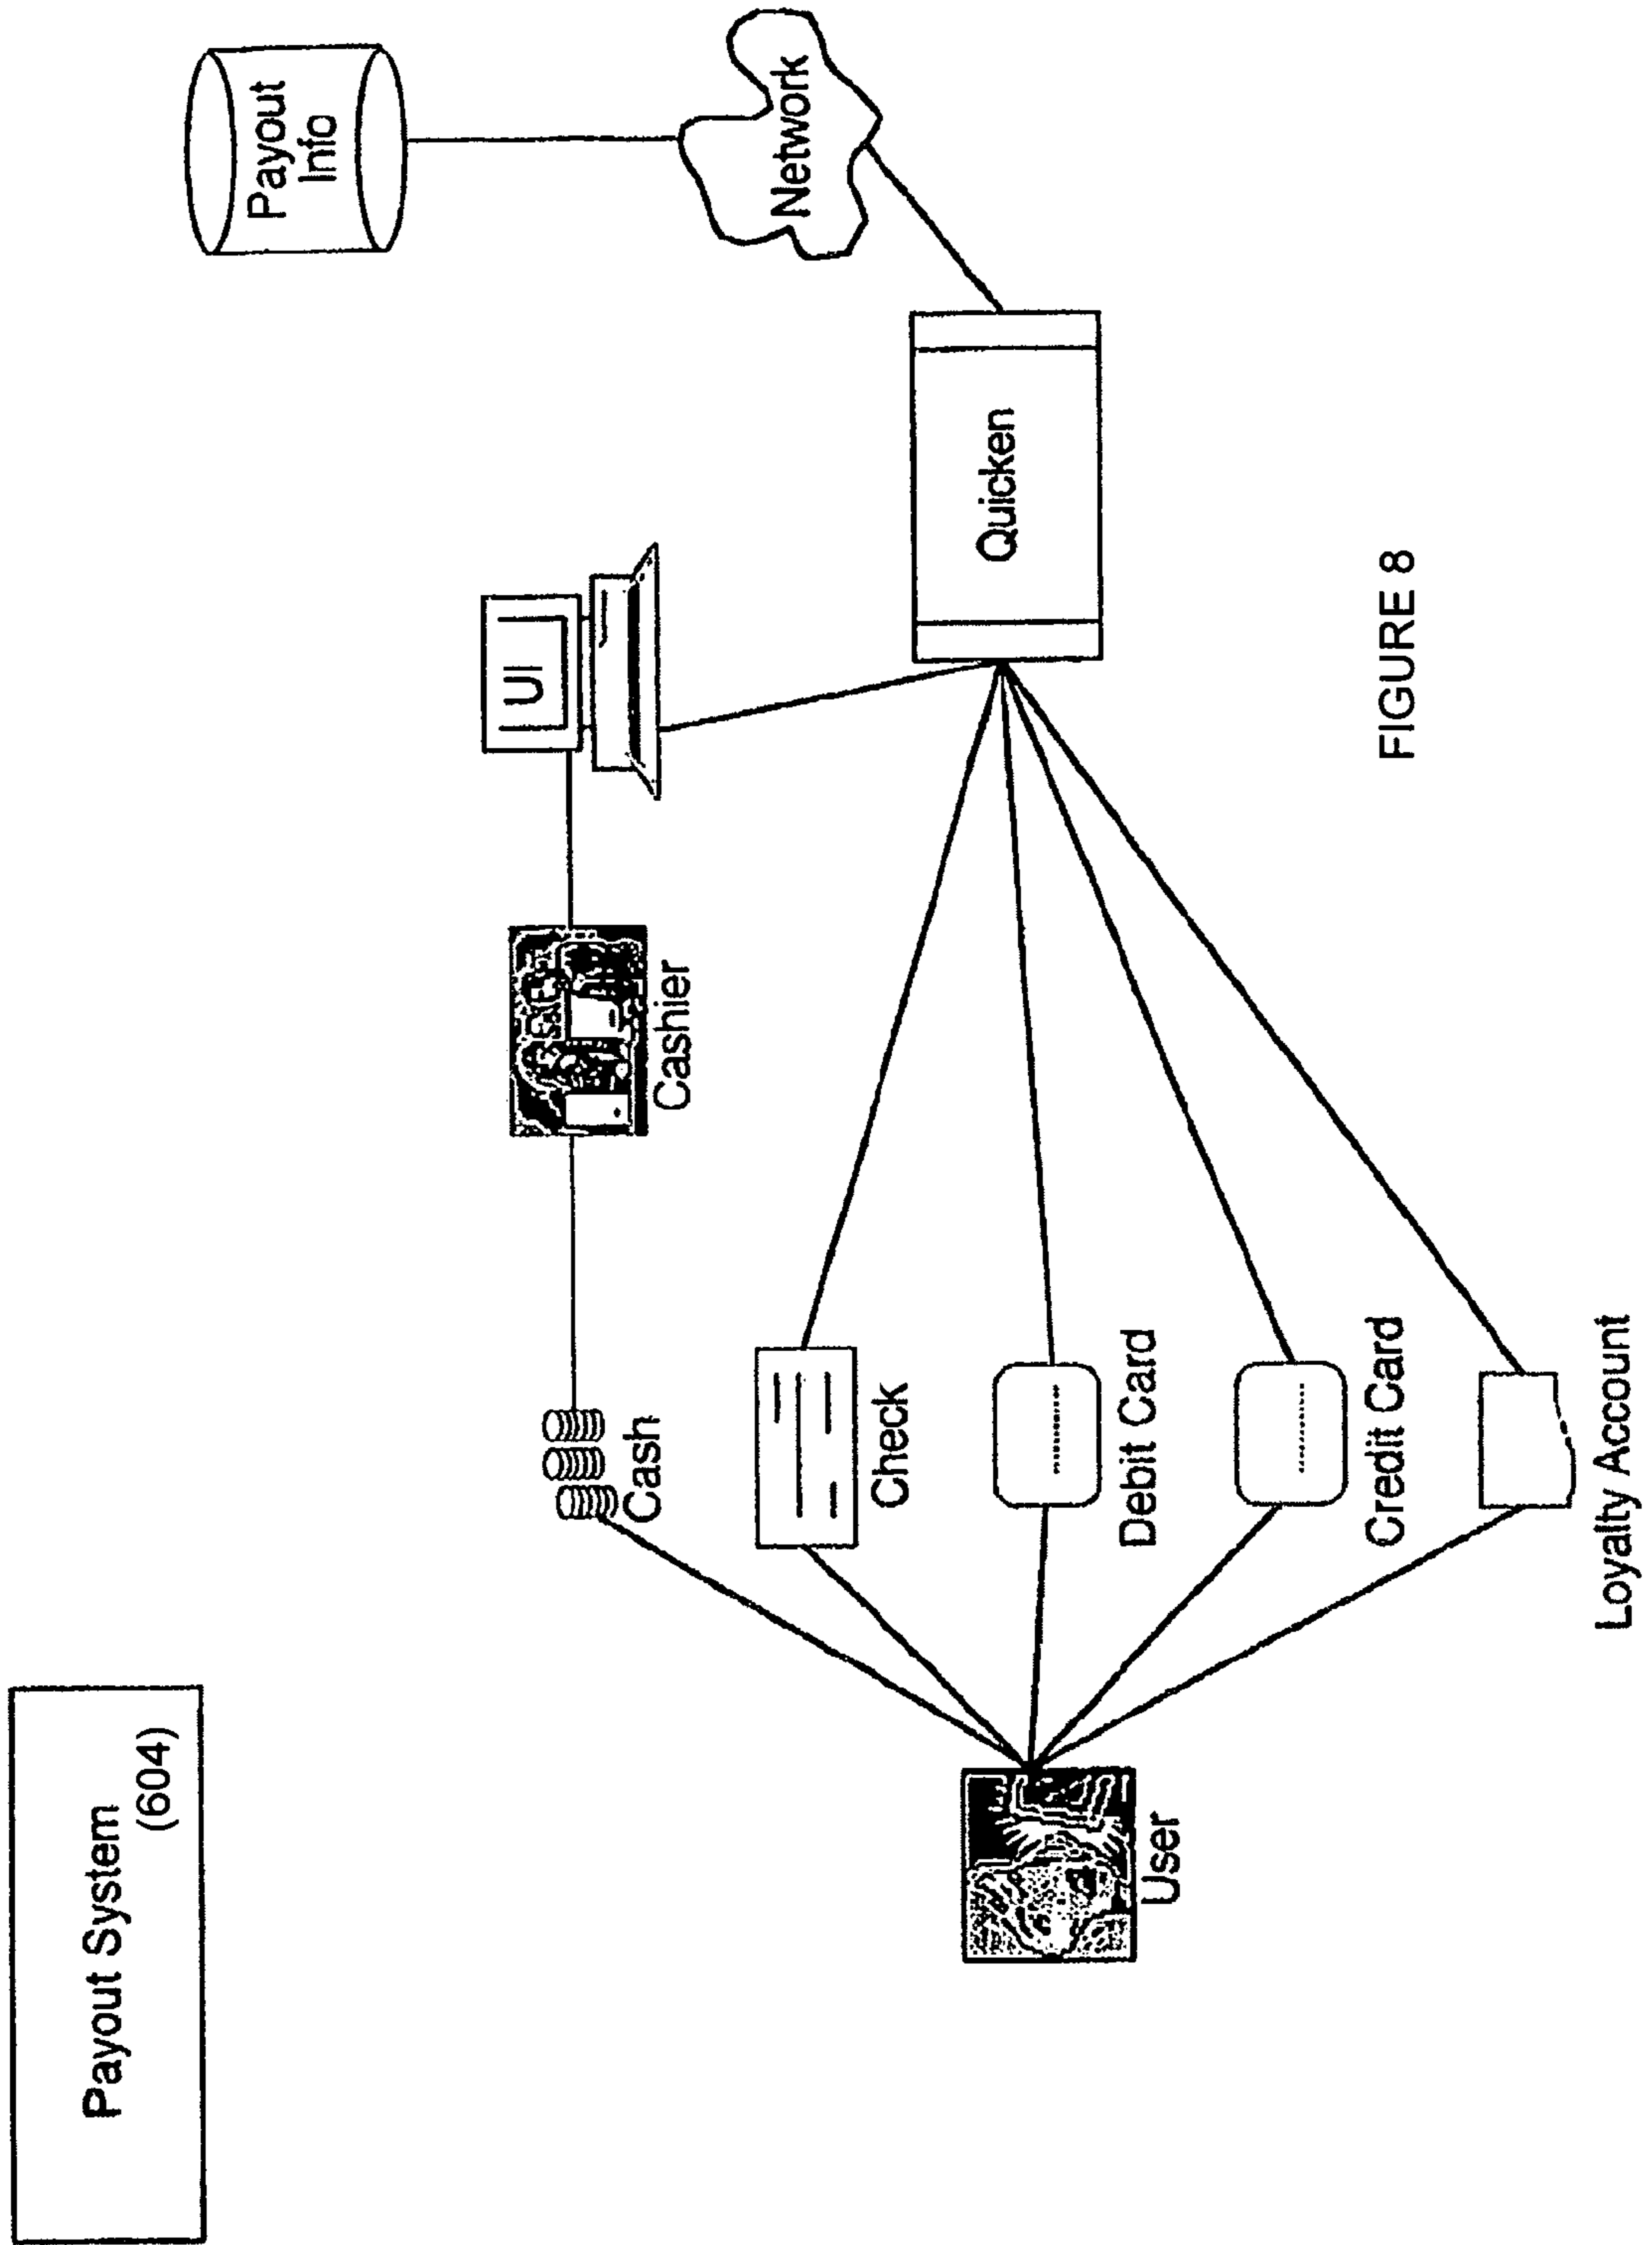 Payout System
(604)
Payout
Info
UI
Network
Cashier
Cash
Quicken
Check
User
Debit Card
Credit Card
Loyalty Account
FIGURE 8